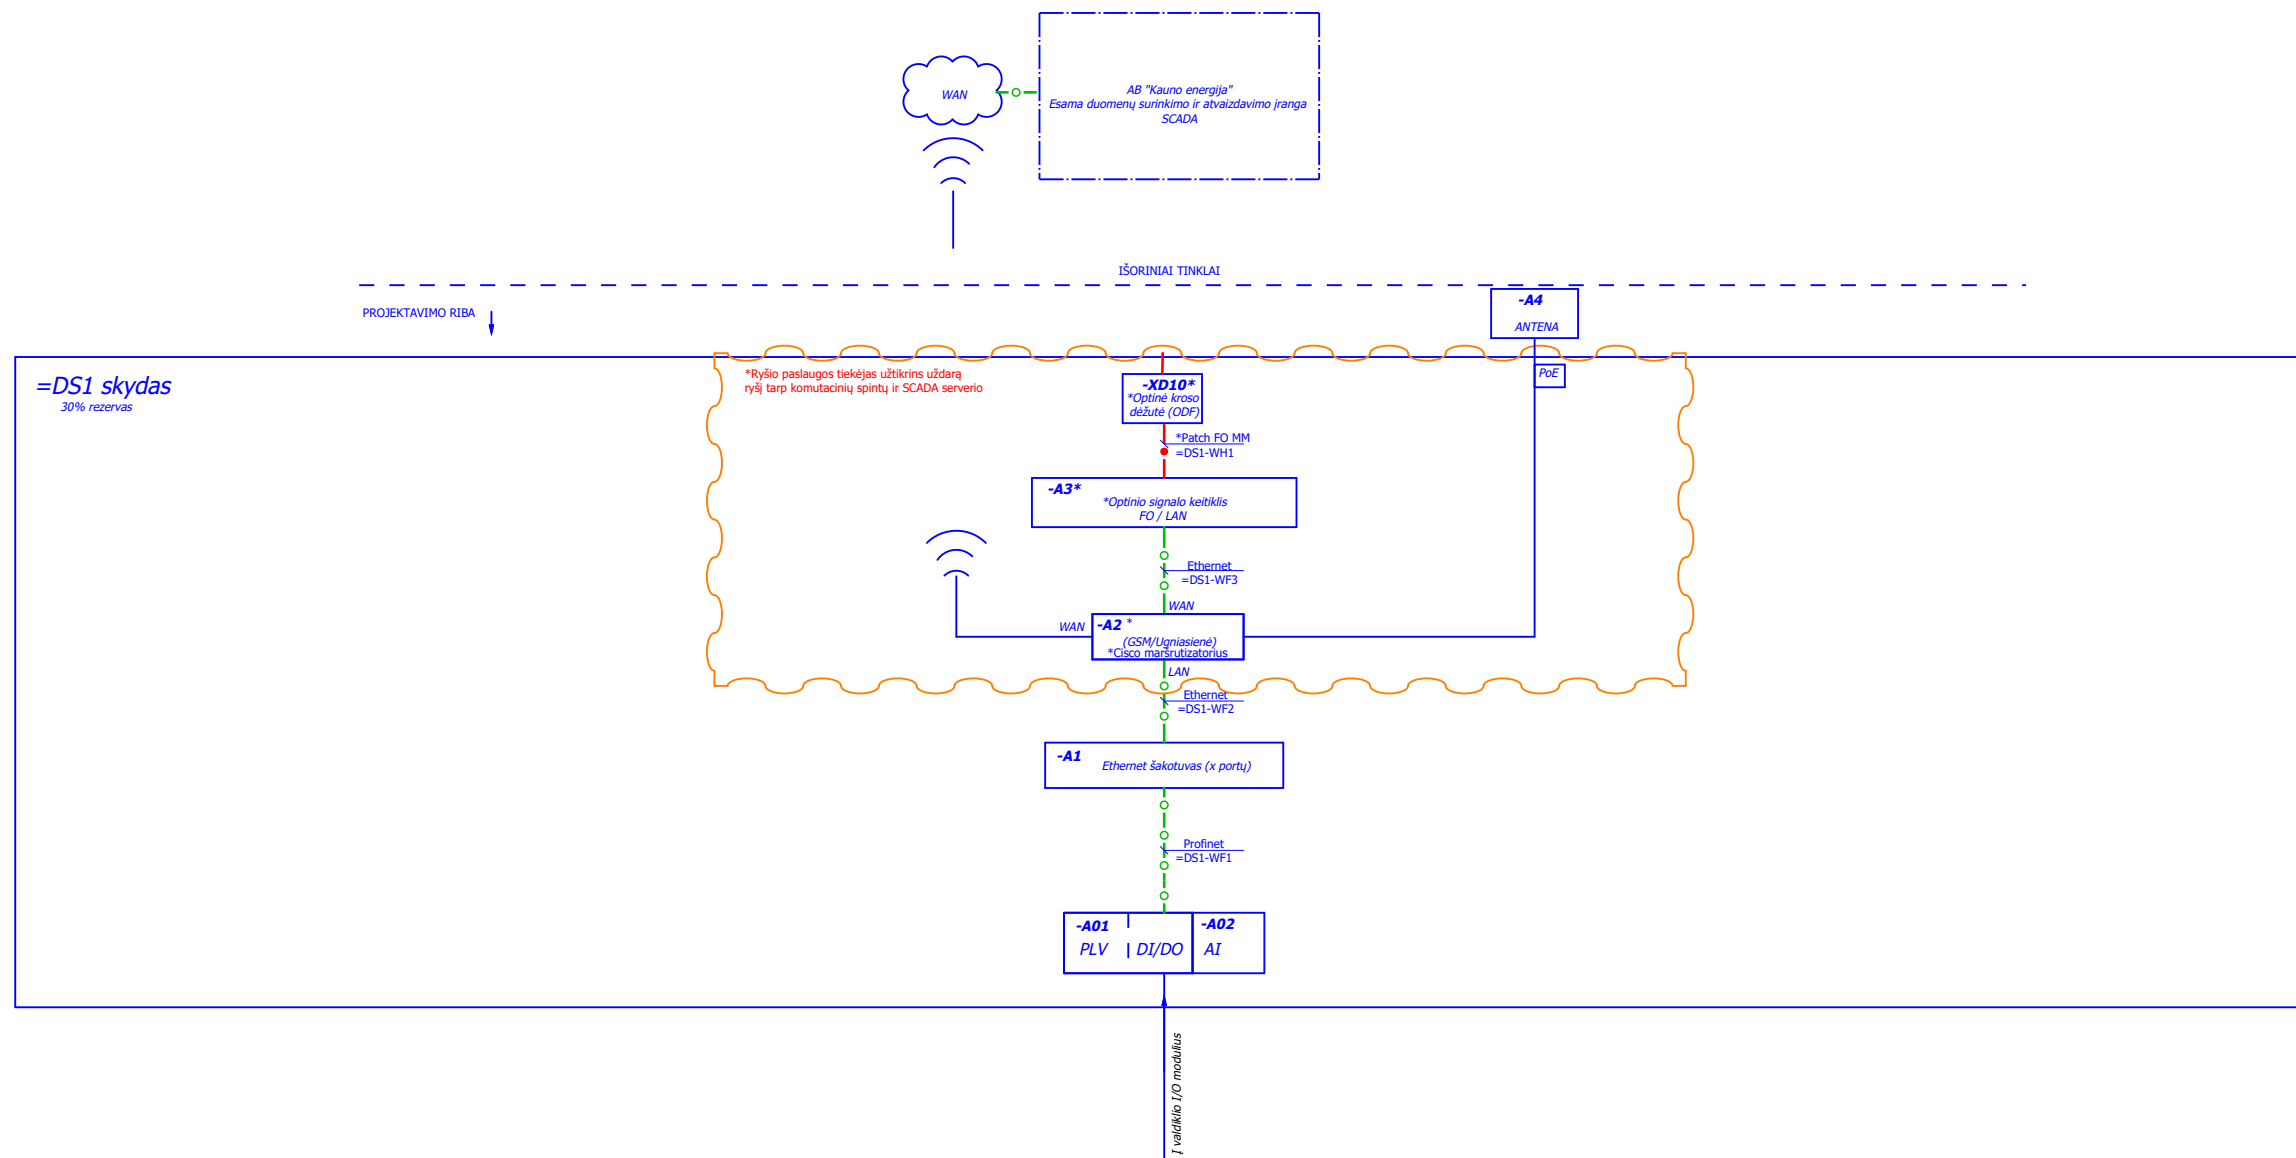 WAN
AB "Kauno energija"
Esama duomenų surinkimo ir atvaizdavimo įranga
SCADA
IŠORINIAI TINKLAI
PROJEKTAVIMO RIBA
-A4
ANTENA
PoE
=DS1 skydas
30% rezervas
*Ryšio paslaugos tiekėjas užtikrins uždarą
ryšį tarp komutacinių spintų ir SCADA serverio
-XD10*
*Optinė kroso
dėžutė (ODF)
*Patch FO MM
=DS1-WH1
-A3*
*Optinio signalo keitiklis
FO / LAN
Ethernet
=DS1-WF3
WAN
WAN
-A2 *
(GSM/Ugniasienė)
*Cisco maršrutizatorius
LAN
Ethernet
=DS1-WF2
-A1
Ethernet šakotuvas (x portų)
Profinet
=DS1-WF1
-A01
-A02
PLV
DI/DO
AI
Į valdiklio I/O modulius